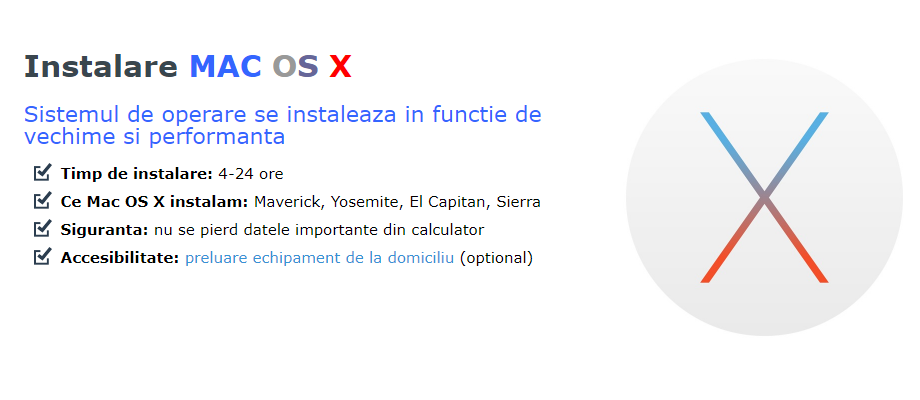 Instalare MAC OS X
Sistemul de operare se instaleaza in functie de
vechime si performanta
Timp de instalare: 4-24 ore
Ce Mac OS X instalam: Maverick, Yosemite, El Capitan, Sierra
Siguranta: nu se pierd datele importante din calculator
Accesibilitate: preluare echipament de la domiciliu (optional)